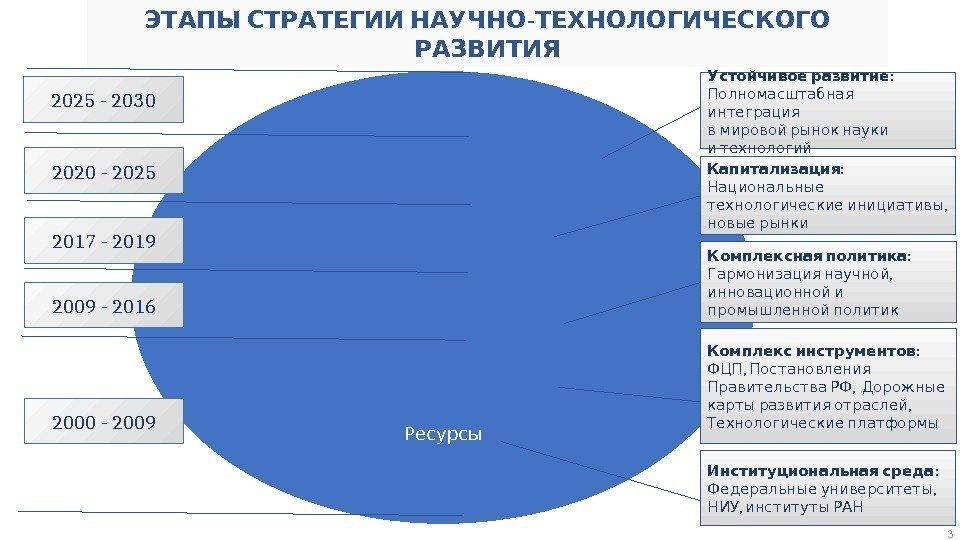 ЭТАПЫ СТРАТЕГИИ НАУЧНО-ТЕХНОЛОГИЧЕСКОГО
РАЗВИТИЯ
2025 - 2030
2020 - 2025
2017 - 2019
2009 - 2016
2000 - 2009
Ресурсы
Устойчивое развитие:
Полномасштабная
интеграция
в мировой рынок науки
и технологий
Капитализация:
Национальные
технологические инициативы,
новые рынки
Комплексная политика:
Гармонизация научной,
инновационной и
промышленной политик
Комплекс инструментов:
ФЦП, Постановления
Правительства РФ, Дорожные
карты развития отраслей,
Технологические платформы
Институциональная среда:
Федеральные университеты,
НИУ, институты РАН
3